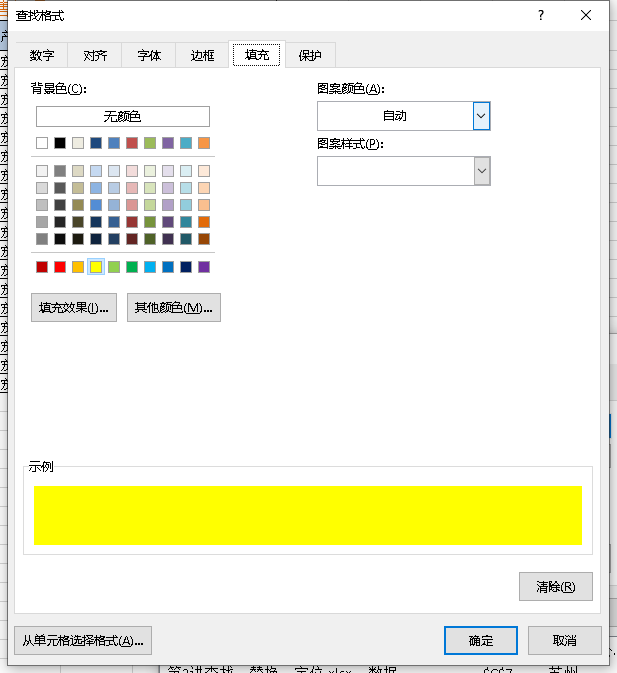 查找格式 ?
数字 对齐 字体 边框 填充 保护
背景色(C):
无颜色
图案颜色(A):
自动
图案样式(P):
填充效果(I)... 其他颜色(M)...
示例
清除(R)
从单元格选择格式(A)... 确定 取消